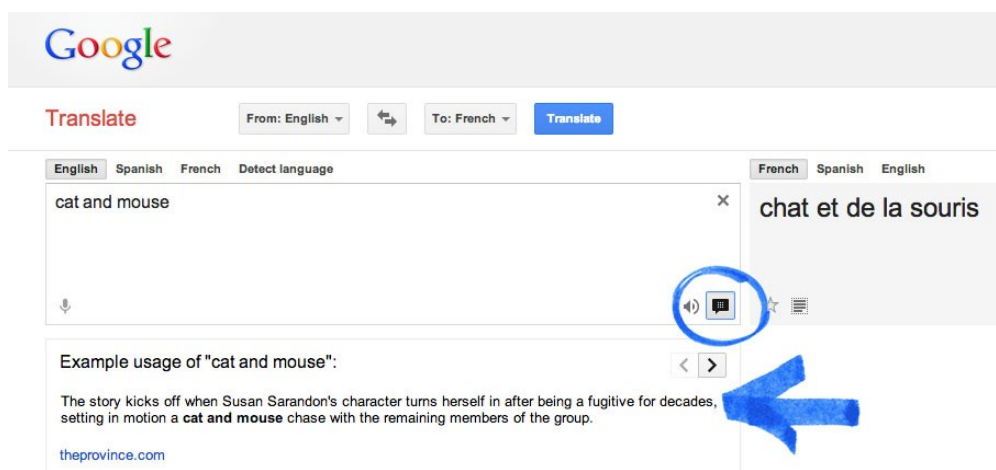 Google
Translate From: English To: French Translate
English Spanish French Detect language
French Spanish English
cat and mouse
chat et de la souris
Example usage of "cat and mouse":
The story kicks off when Susan Sarandon's character turns herself in after being a fugitive for decades,
setting in motion a cat and mouse chase with the remaining members of the group.
theprovince.com